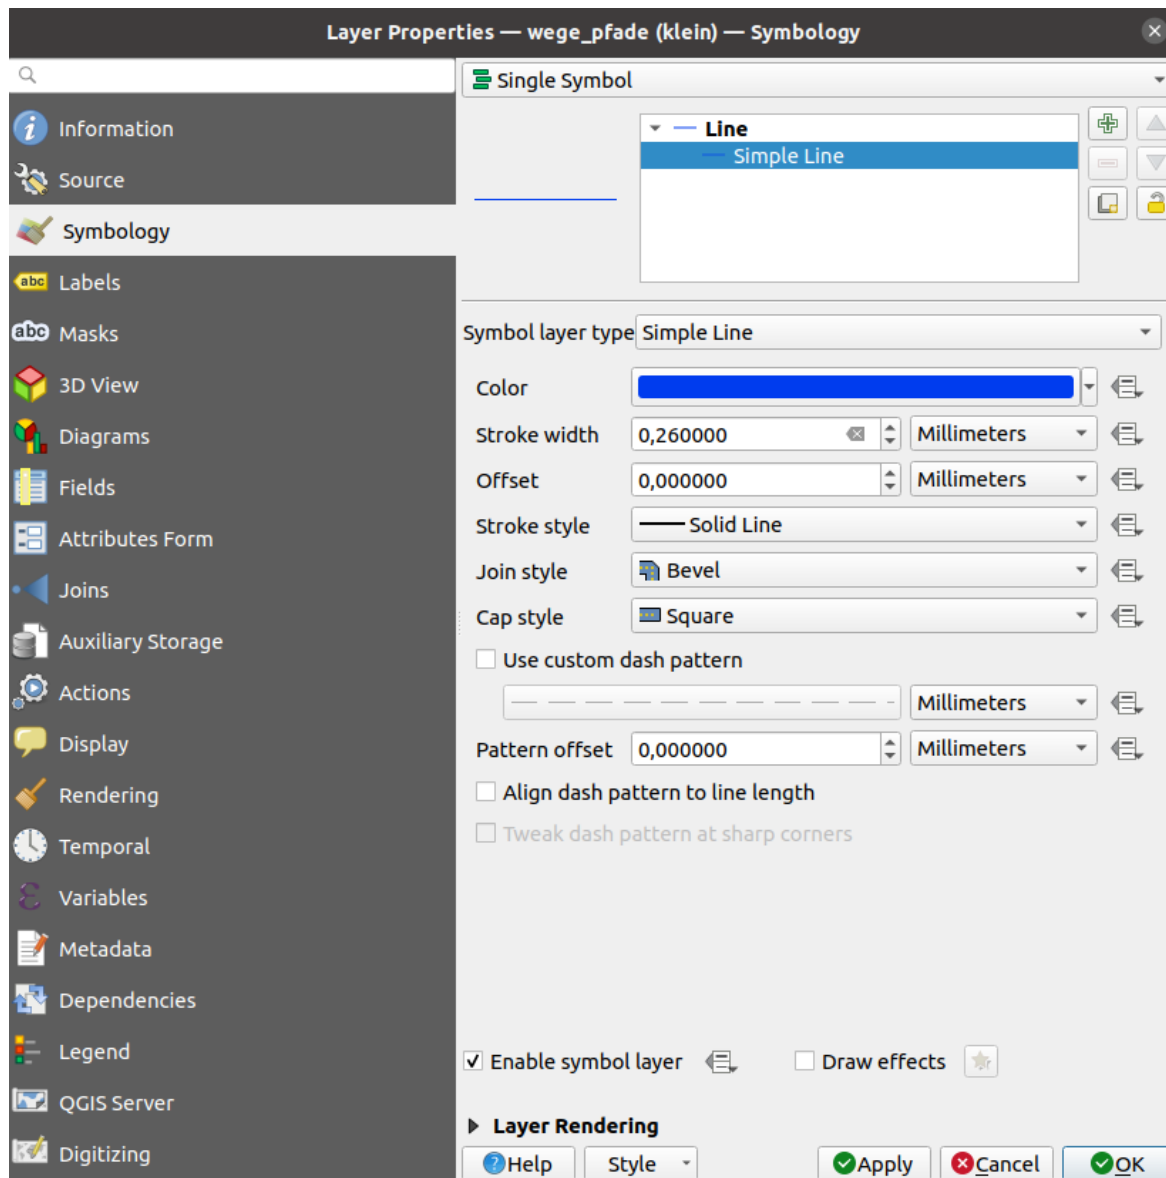 Layer Properties — wege_pfade (klein) — Symbology
Single Symbol
Information
Source
Symbology
Labels
Masks
3D View
Diagrams
Fields
Attributes Form
Joins
Auxiliary Storage
Actions
Display
Rendering
Temporal
Variables
Metadata
Dependencies
Legend
QGIS Server
Digitizing
Line
Simple Line
Symbol layer type Simple Line
Color
Stroke width 0,260000 Millimeters
Offset 0,000000 Millimeters
Stroke style Solid Line
Join style Bevel
Cap style Square
Use custom dash pattern
Millimeters
Pattern offset 0,000000 Millimeters
Align dash pattern to line length
Tweak dash pattern at sharp corners
Enable symbol layer Draw effects
Layer Rendering
Help Style Apply Cancel OK
abc
abc